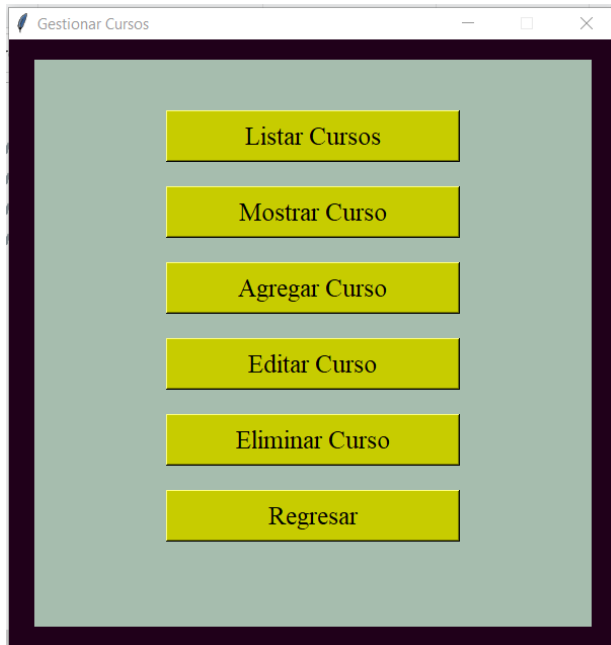 Gestionar Cursos
Listar Cursos
Mostrar Curso
Agregar Curso
Editar Curso
Eliminar Curso
Regresar